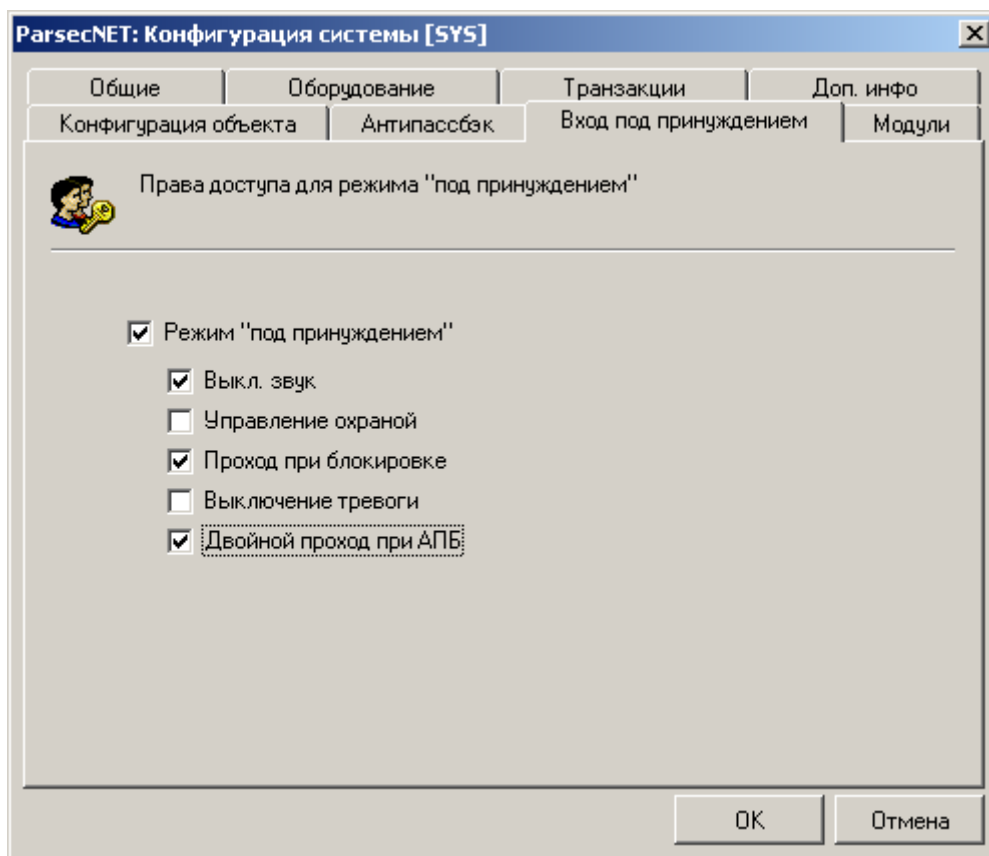 ParsecNET: Конфигурация системы [SYS]
Общие Оборудование Транзакции Доп. инфо
Конфигурация объекта Антипассбэк Вход под принуждением Модули
Права доступа для режима "под принуждением"
Режим "под принуждением"
Выкл. звук
Управление охраной
Проход при блокировке
Выключение тревоги
Двойной проход при АПБ
OK Отмена